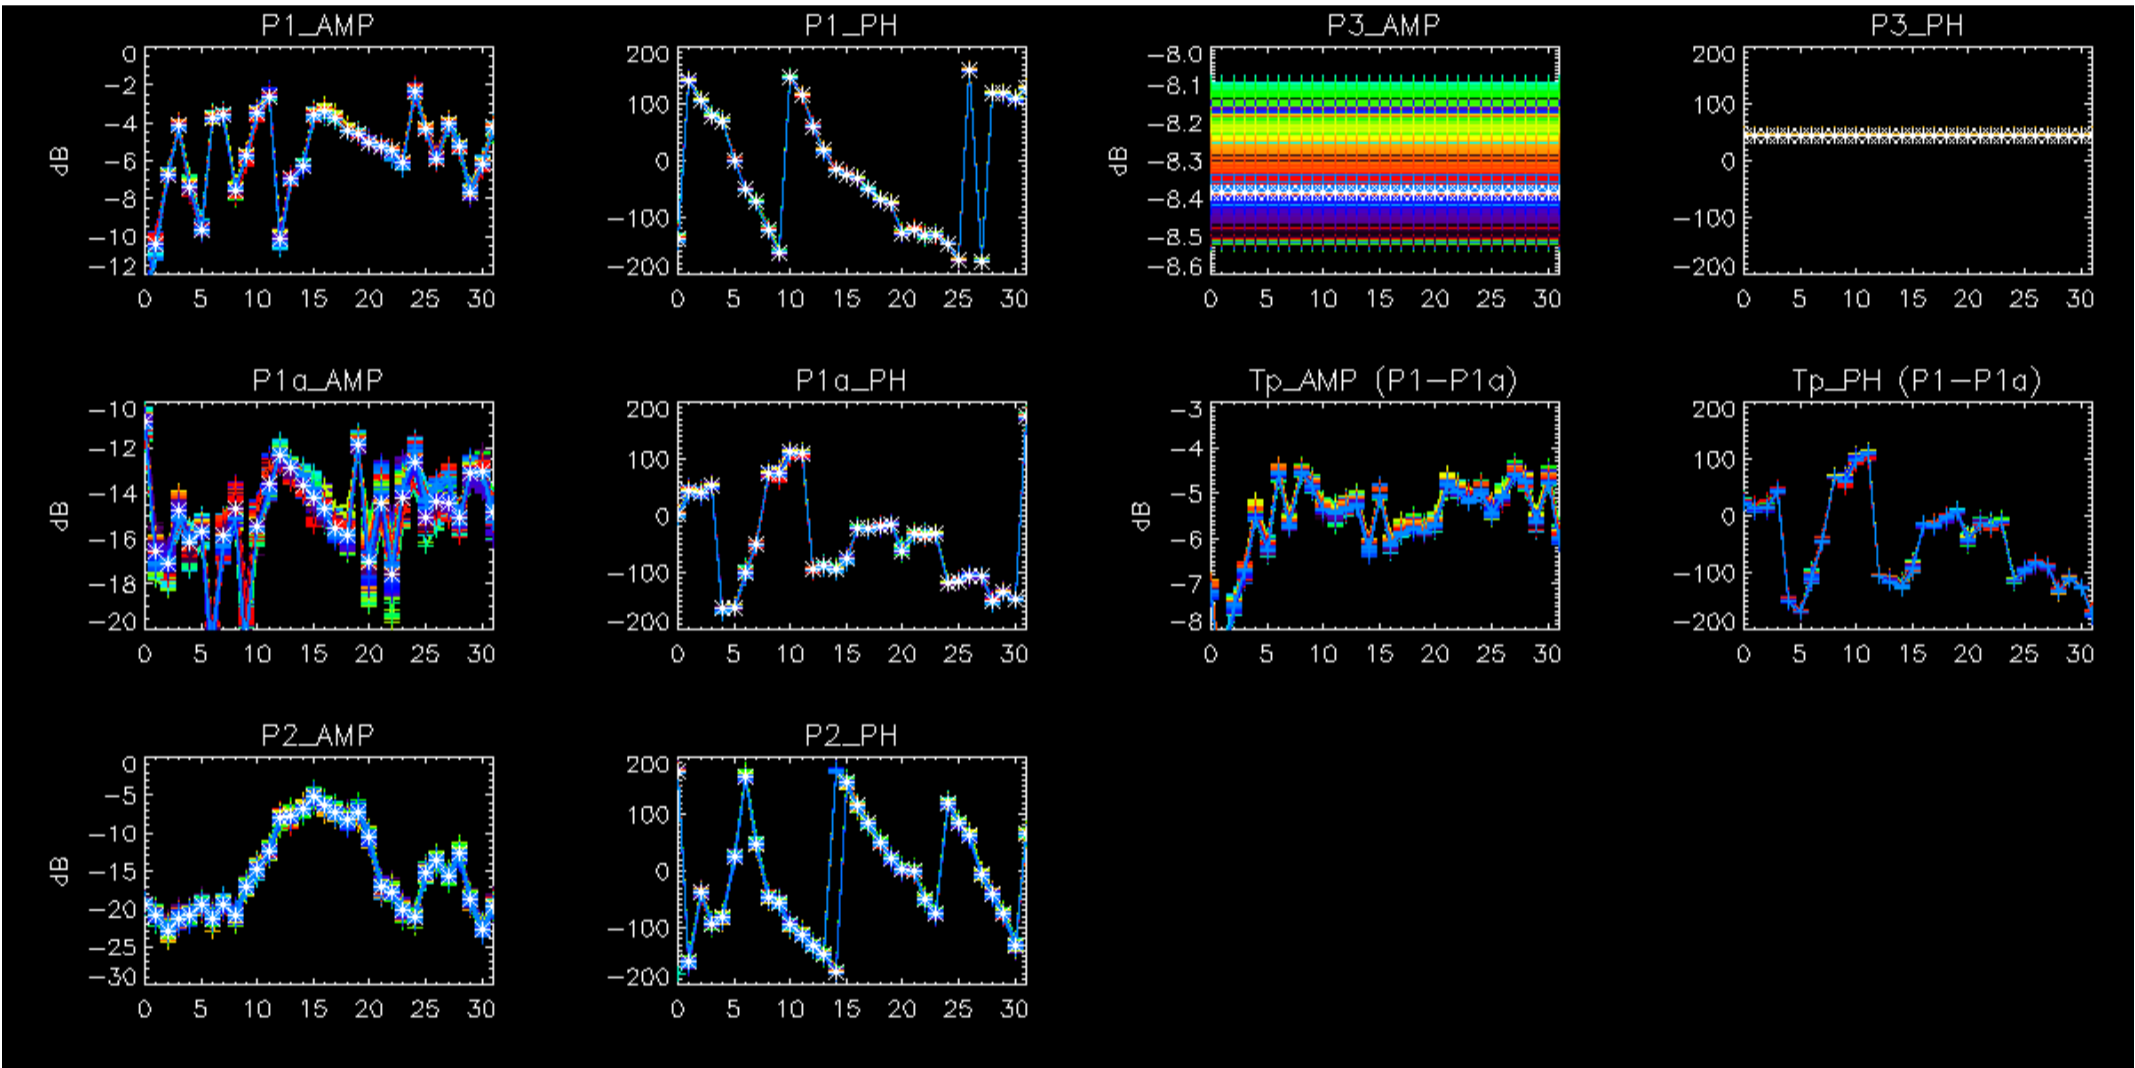 P1_AMP
P1_PH
P3_AMP
P3_PH
dB
0
-2
-4
-6
-8
-10
-12
0 5 10 15 20 25 30
200
100
0
-100
-200
0 5 10 15 20 25 30
dB
-8.0
-8.1
-8.2
-8.3
-8.4
-8.5
-8.6
0 5 10 15 20 25 30
200
100
0
-100
-200
0 5 10 15 20 25 30
P1a_AMP
P1a_PH
Tp_AMP (P1-P1a)
Tp_PH (P1-P1a)
dB
-10
-12
-14
-16
-18
-20
0 5 10 15 20 25 30
200
100
0
-100
-200
0 5 10 15 20 25 30
dB
-3
-4
-5
-6
-7
-8
0 5 10 15 20 25 30
200
100
0
-100
-200
0 5 10 15 20 25 30
P2_AMP
P2_PH
dB
0
-5
-10
-15
-20
-25
-30
0 5 10 15 20 25 30
200
100
0
-100
-200
0 5 10 15 20 25 30